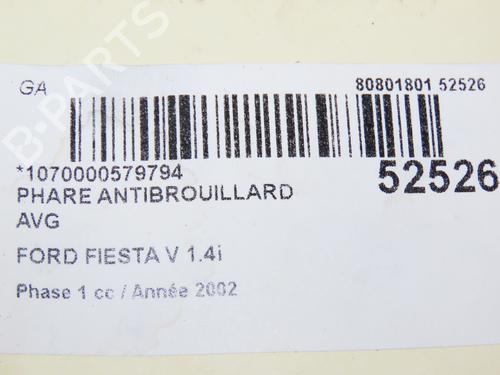 GA
80801801 52526
*1070000579794
52526
PHARE ANTIBROUILLARD
AVG
FORD FIESTA V 1.4i
Phase 1 cc / Année 2002
B-PARTS